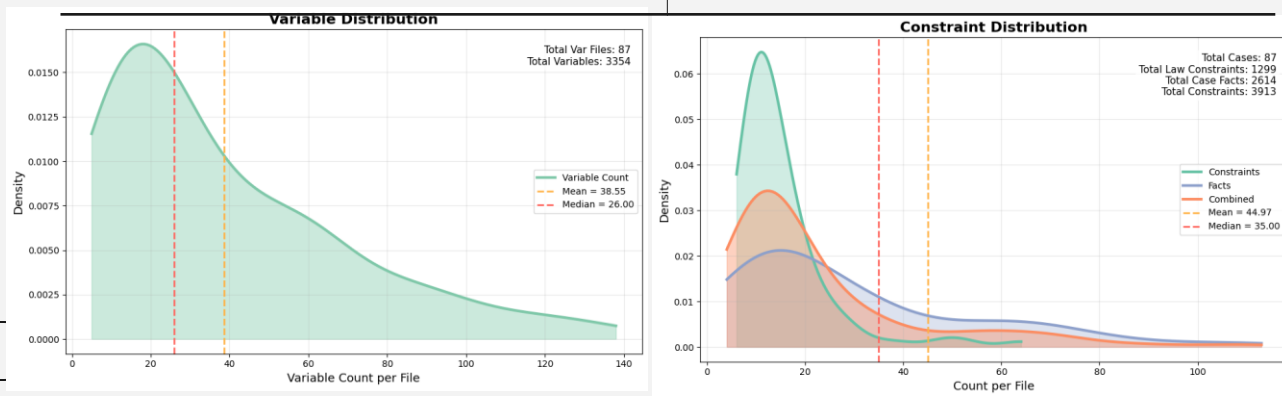 Variable Distribution
Total Var Files: 87
Total Variables: 3354
Variable Count
Mean = 38.55
Median = 26.00
Density
0.0150
0.0125
0.0100
0.0075
0.0050
0.0025
0.0000
0 20 40 60 80 100 120 140
Variable Count per File
Constraint Distribution
Total Cases: 87
Total Law Constraints: 1299
Total Case Facts: 2614
Total Constraints: 3913
Constraints
Facts
Combined
Mean = 44.97
Median = 35.00
Density
0.06
0.05
0.04
0.03
0.02
0.01
0.00
0 20 40 60 80 100
Count per File